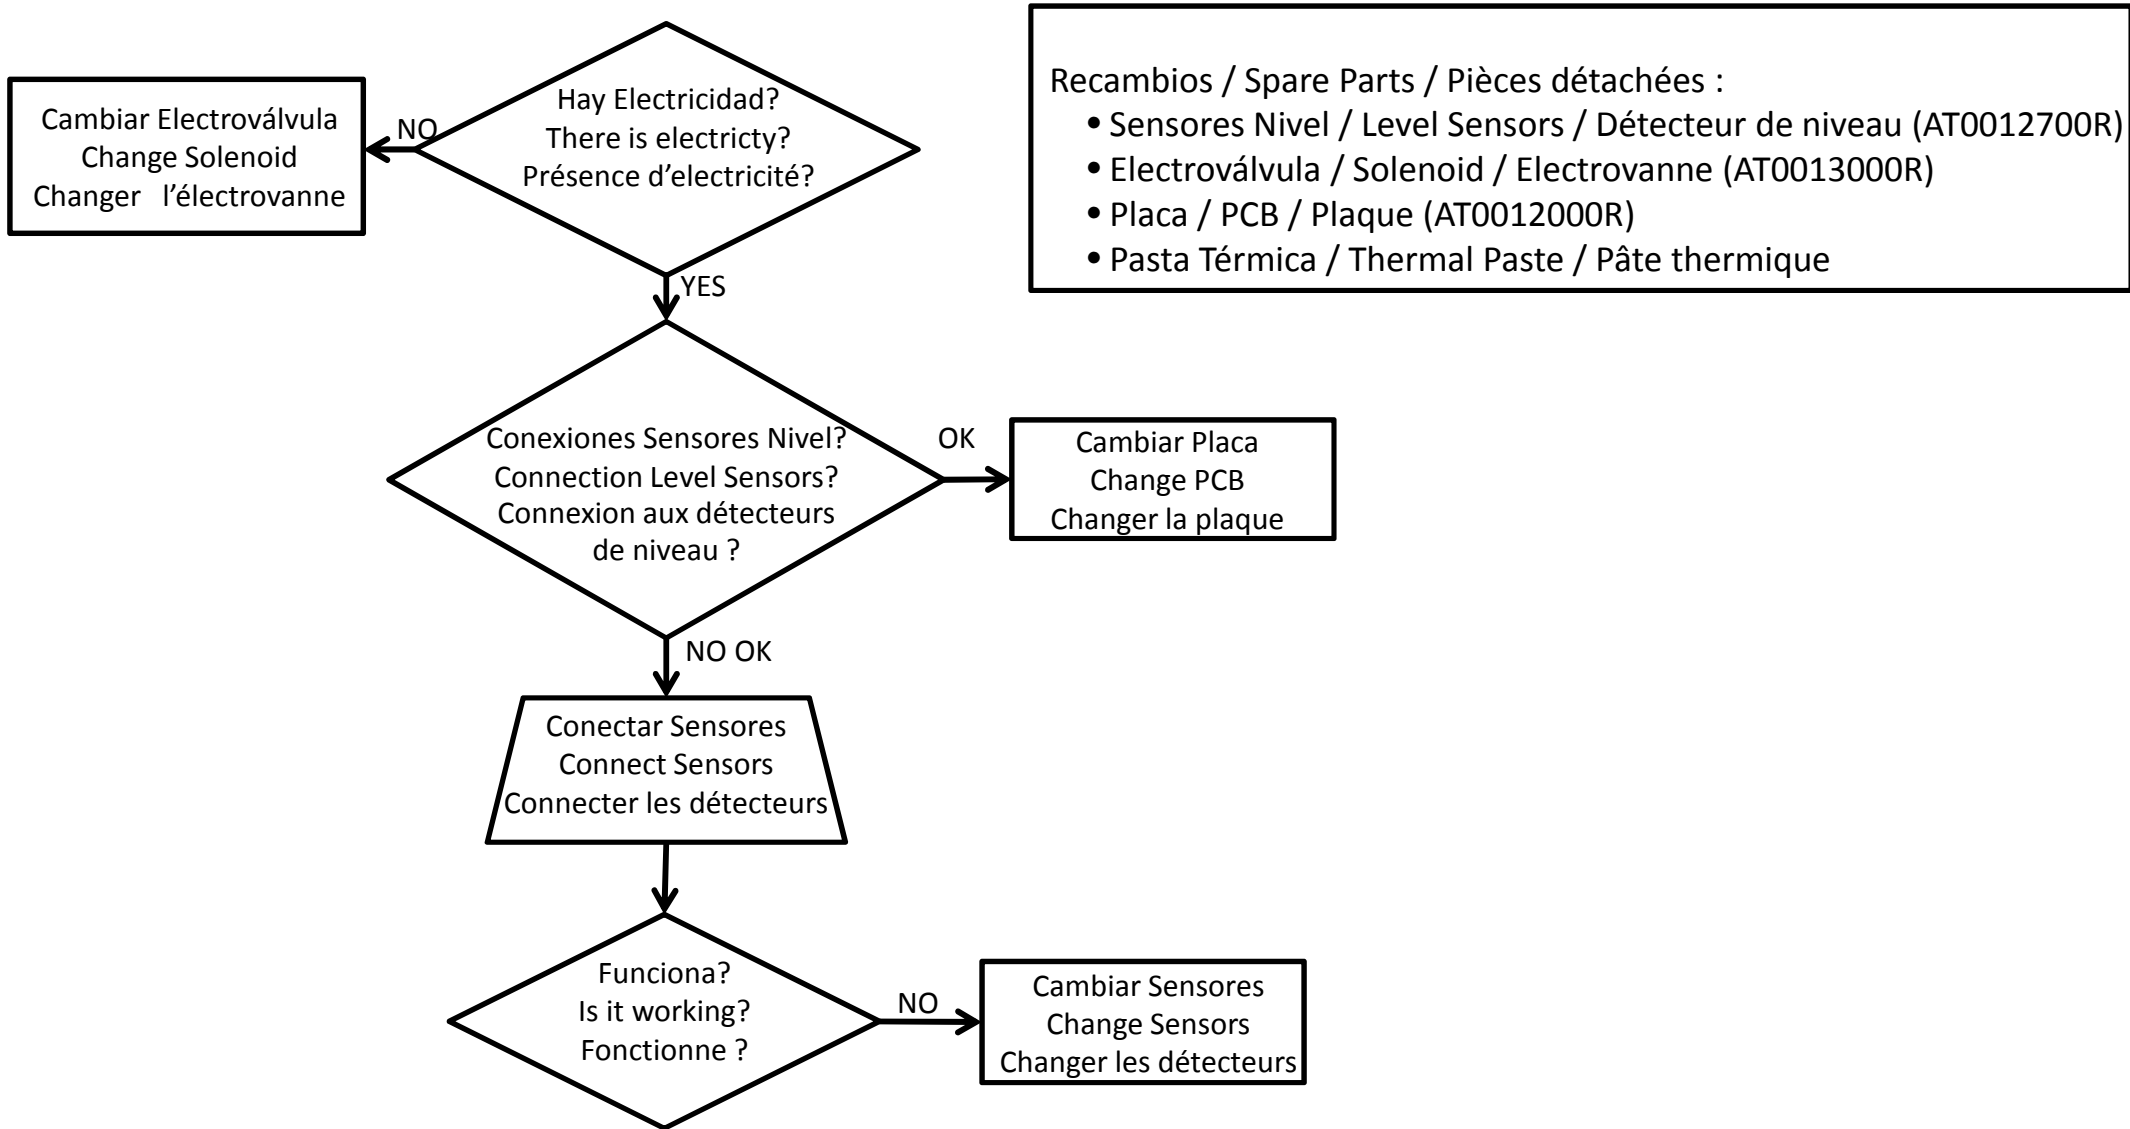 Hay Electricidad?
There is electricty?
Présence d'electricité?
NO
Cambiar Electroválvula
Change Solenoid
Changer l'électrovanne
YES
Recambios / Spare Parts / Pièces détachées :
• Sensores Nivel / Level Sensors / Détecteur de niveau (AT0012700R)
• Electroválvula / Solenoid / Electrovanne (AT0013000R)
• Placa / PCB / Plaque (AT0012000R)
• Pasta Térmica / Thermal Paste / Pâte thermique
Conexiones Sensores Nivel?
Connection Level Sensors?
Connexion aux détecteurs
de niveau ?
OK
Cambiar Placa
Change PCB
Changer la plaque
NO OK
Conectar Sensores
Connect Sensors
Connecter les détecteurs
Funciona?
Is it working?
Fonctionne ?
NO
Cambiar Sensores
Change Sensors
Changer les détecteurs